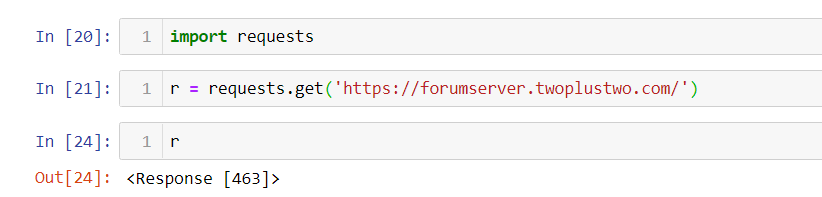 In [20]: 1 import requests
In [21]: 1 r = requests.get('https://forumserver.twoplustwo.com/')
In [24]: 1 r
Out[24]: <Response [463]>